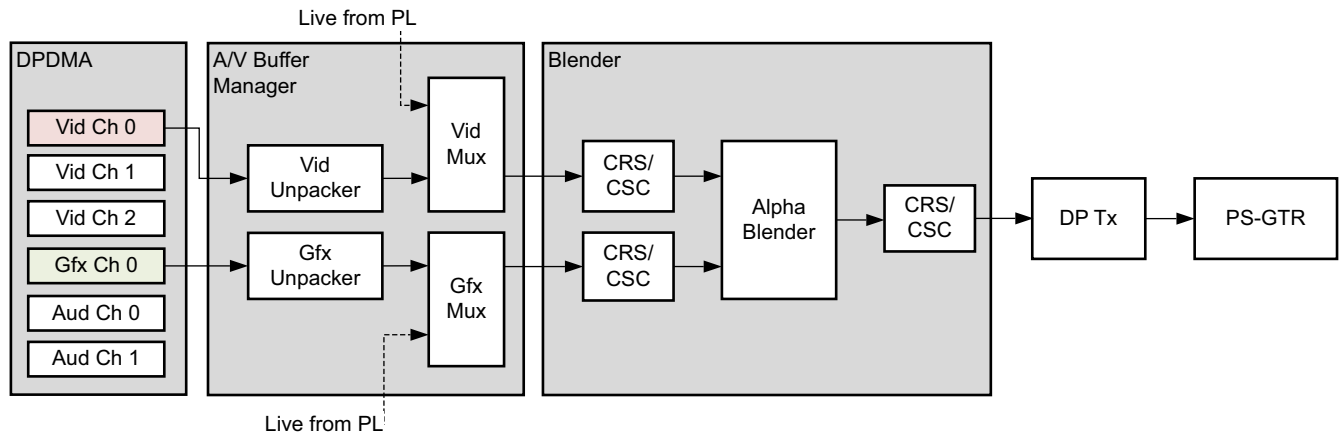 Live from PL
DPDMA
A/V Buffer
Manager
Blender
Vid Ch 0
Vid Ch 1
Vid Ch 2
Gfx Ch 0
Aud Ch 0
Aud Ch 1
Vid
Unpacker
Gfx
Unpacker
Vid
Mux
Gfx
Mux
CRS/
CSC
CRS/
CSC
Alpha
Blender
CRS/
CSC
DP Tx
PS-GTR
Live from PL